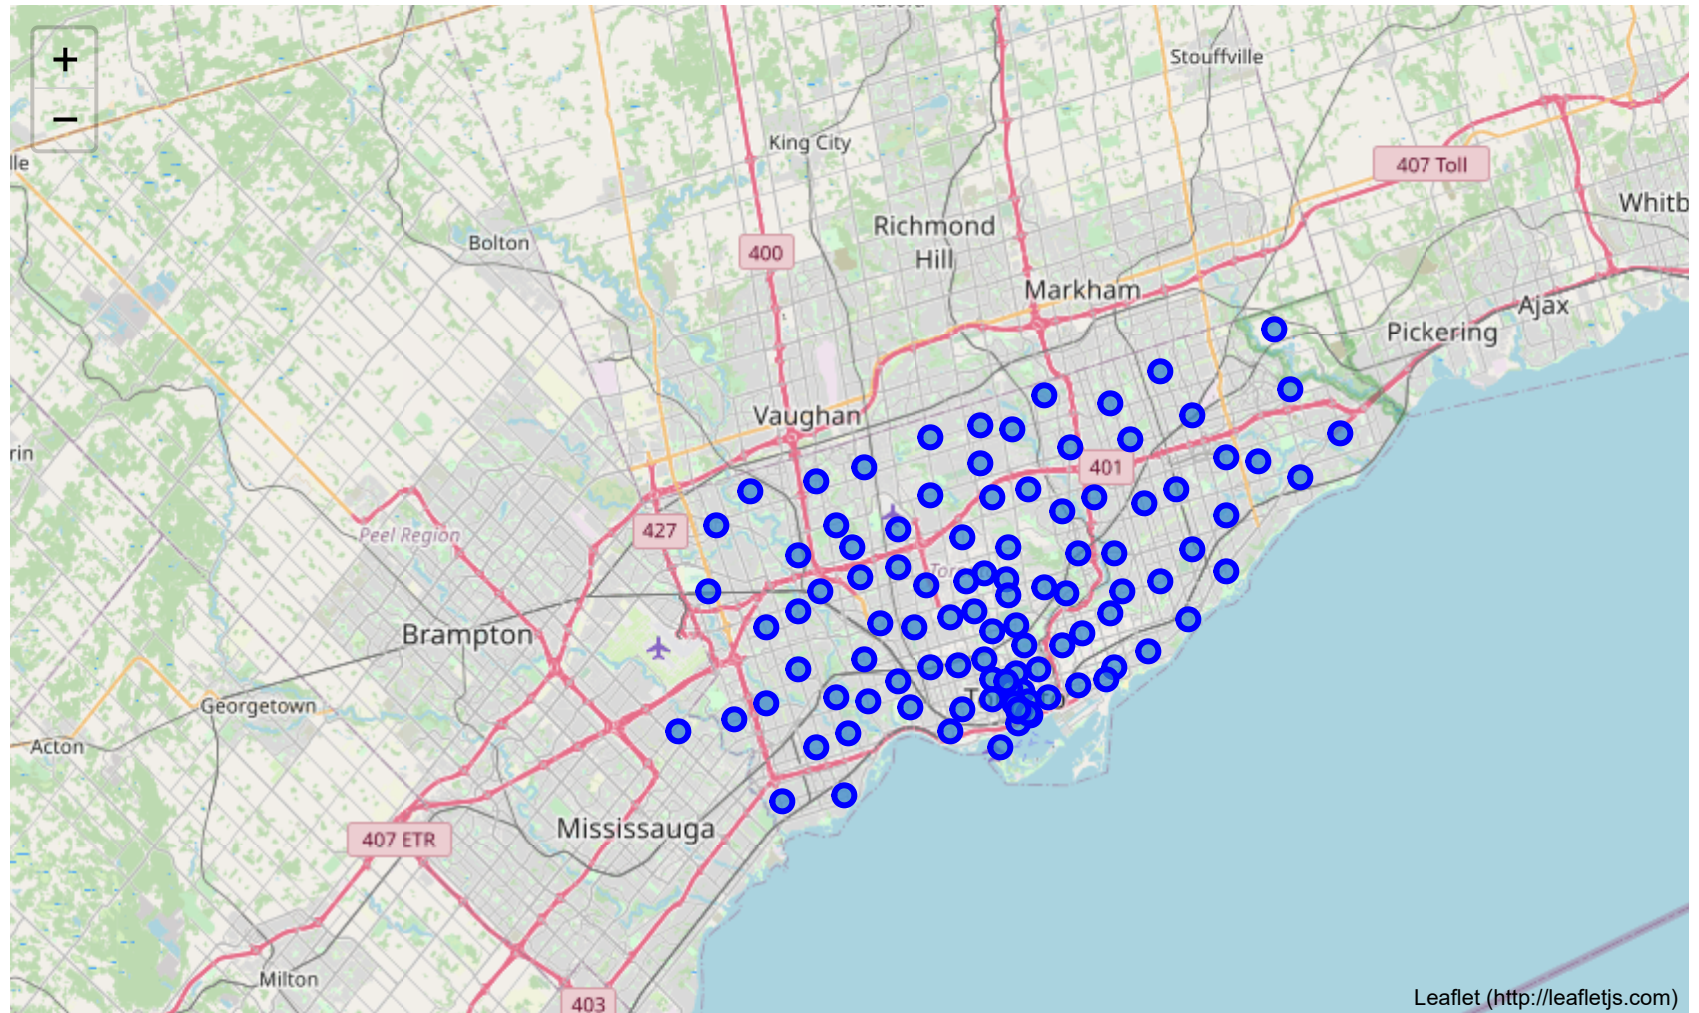 +
Stouffville
−
King City
lle
407 Toll
Whitb
Richmond
Hill
Bolton
400
Markham
Ajax
Pickering
Vaughan
rin
401
427
Peel Region
Brampton
Georgetown
Acton
Mississauga
407 ETR
Milton
403
Leaflet (http://leafletjs.com)